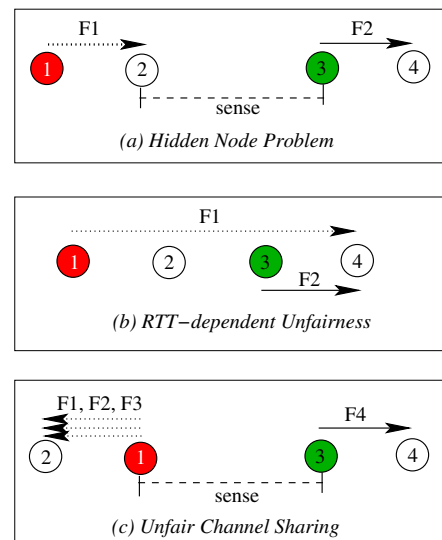 F1 F2
1 2 3 4
sense
(a) Hidden Node Problem
F1
1 2 3 4
F2
(b) RTT−dependent Unfairness
F1, F2, F3 F4
2 1 3 4
sense
(c) Unfair Channel Sharing